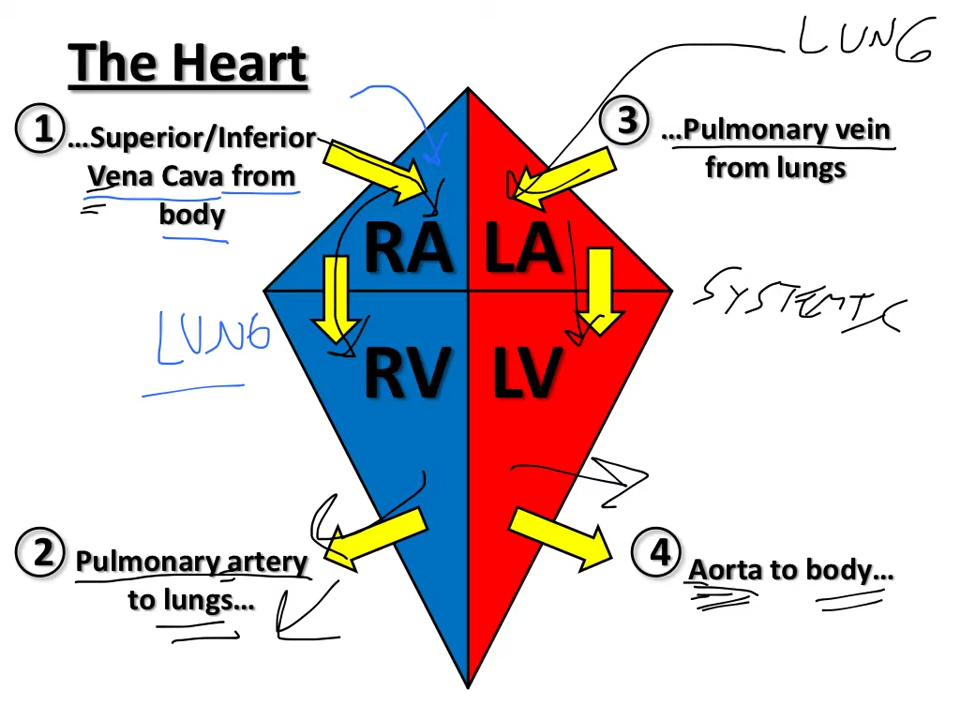 The Heart
LUNG
1
…Superior/Inferior
Vena Cava from
body
3
…Pulmonary vein
from lungs
RA
LA
SYSTEMIC
LUNG
RV
LV
2
Pulmonary artery
to lungs…
4
Aorta to body…